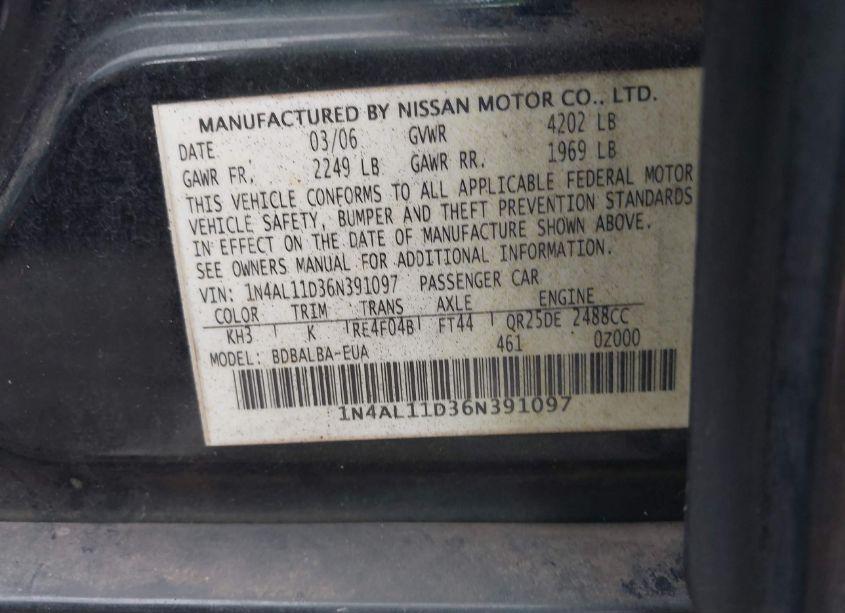 MANUFACTURED BY NISSAN MOTOR CO., LTD.
DATE 03/06 GVWR 4202 LB
GAWR FR. 2249 LB GAWR RR. 1969 LB
THIS VEHICLE CONFORMS TO ALL APPLICABLE FEDERAL MOTOR
VEHICLE SAFETY, BUMPER AND THEFT PREVENTION STANDARDS
IN EFFECT ON THE DATE OF MANUFACTURE SHOWN ABOVE.
SEE OWNERS MANUAL FOR ADDITIONAL INFORMATION.
VIN: 1N4AL11D36N391097 PASSENGER CAR
COLOR TRIM TRANS AXLE ENGINE
KH3 K RE4F04B FT44 QR25DE 2488CC
MODEL: BDBALBA-EUA 461 0Z000
1N4AL11D36N391097